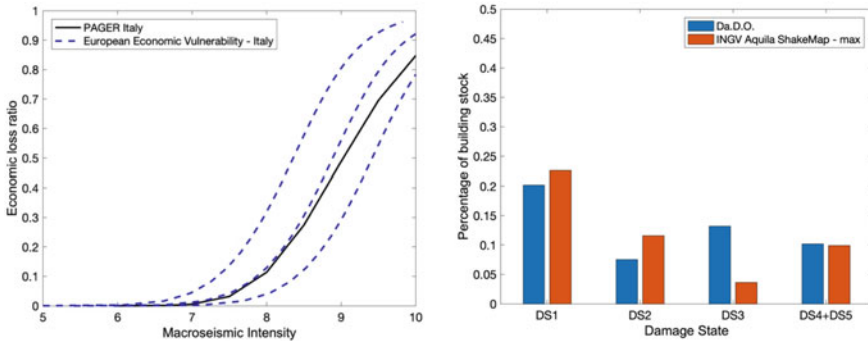 PAGER Italy
European Economic Vulnerability - Italy
Economic loss ratio
1
0.9
0.8
0.7
0.6
0.5
0.4
0.3
0.2
0.1
0
5 6 7 8 9 10
Macroseismic Intensity
Da.D.O.
INGV Aquila ShakeMap - max
Percentage of building stock
0.5
0.45
0.4
0.35
0.3
0.25
0.2
0.15
0.1
0.05
0
DS1 DS2 DS3 DS4+DS5
Damage State